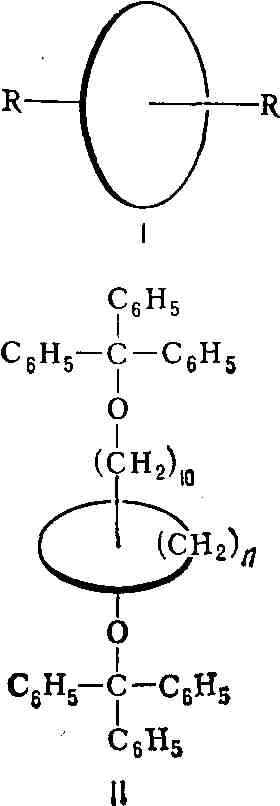 R R
I
C₆H₅
C₆H₅—C—C₆H₅
O
(CH₂)₁₀
(CH₂)n
O
C₆H₅—C—C₆H₅
C₆H₅
II